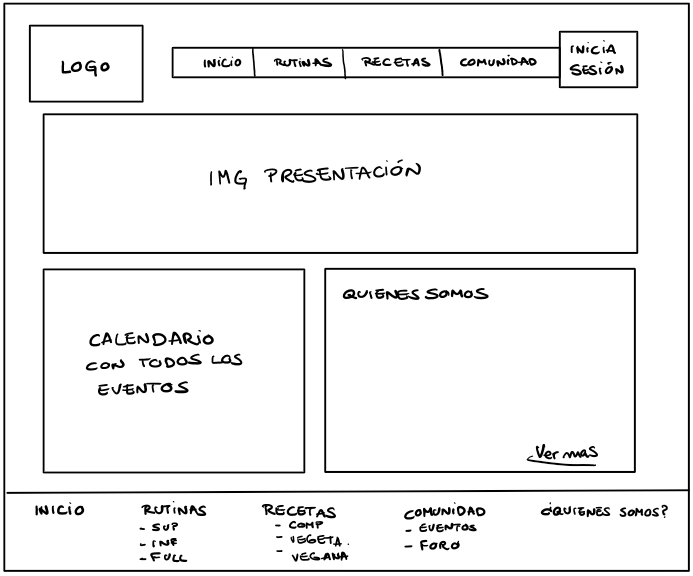 LOGO
INICIO RUTINAS RECETAS COMUNIDAD
INICIA
SESIÓN
IMG PRESENTACIÓN
CALENDARIO
CON TODOS LOS
EVENTOS
QUIENES SOMOS
Ver mas
INICIO
RUTINAS
- SUP
- INF
- FULL
RECETAS
- COMP
- VEGETA.
- VEGANA
COMUNIDAD
- EVENTOS
- FORO
¿QUIENES SOMOS?